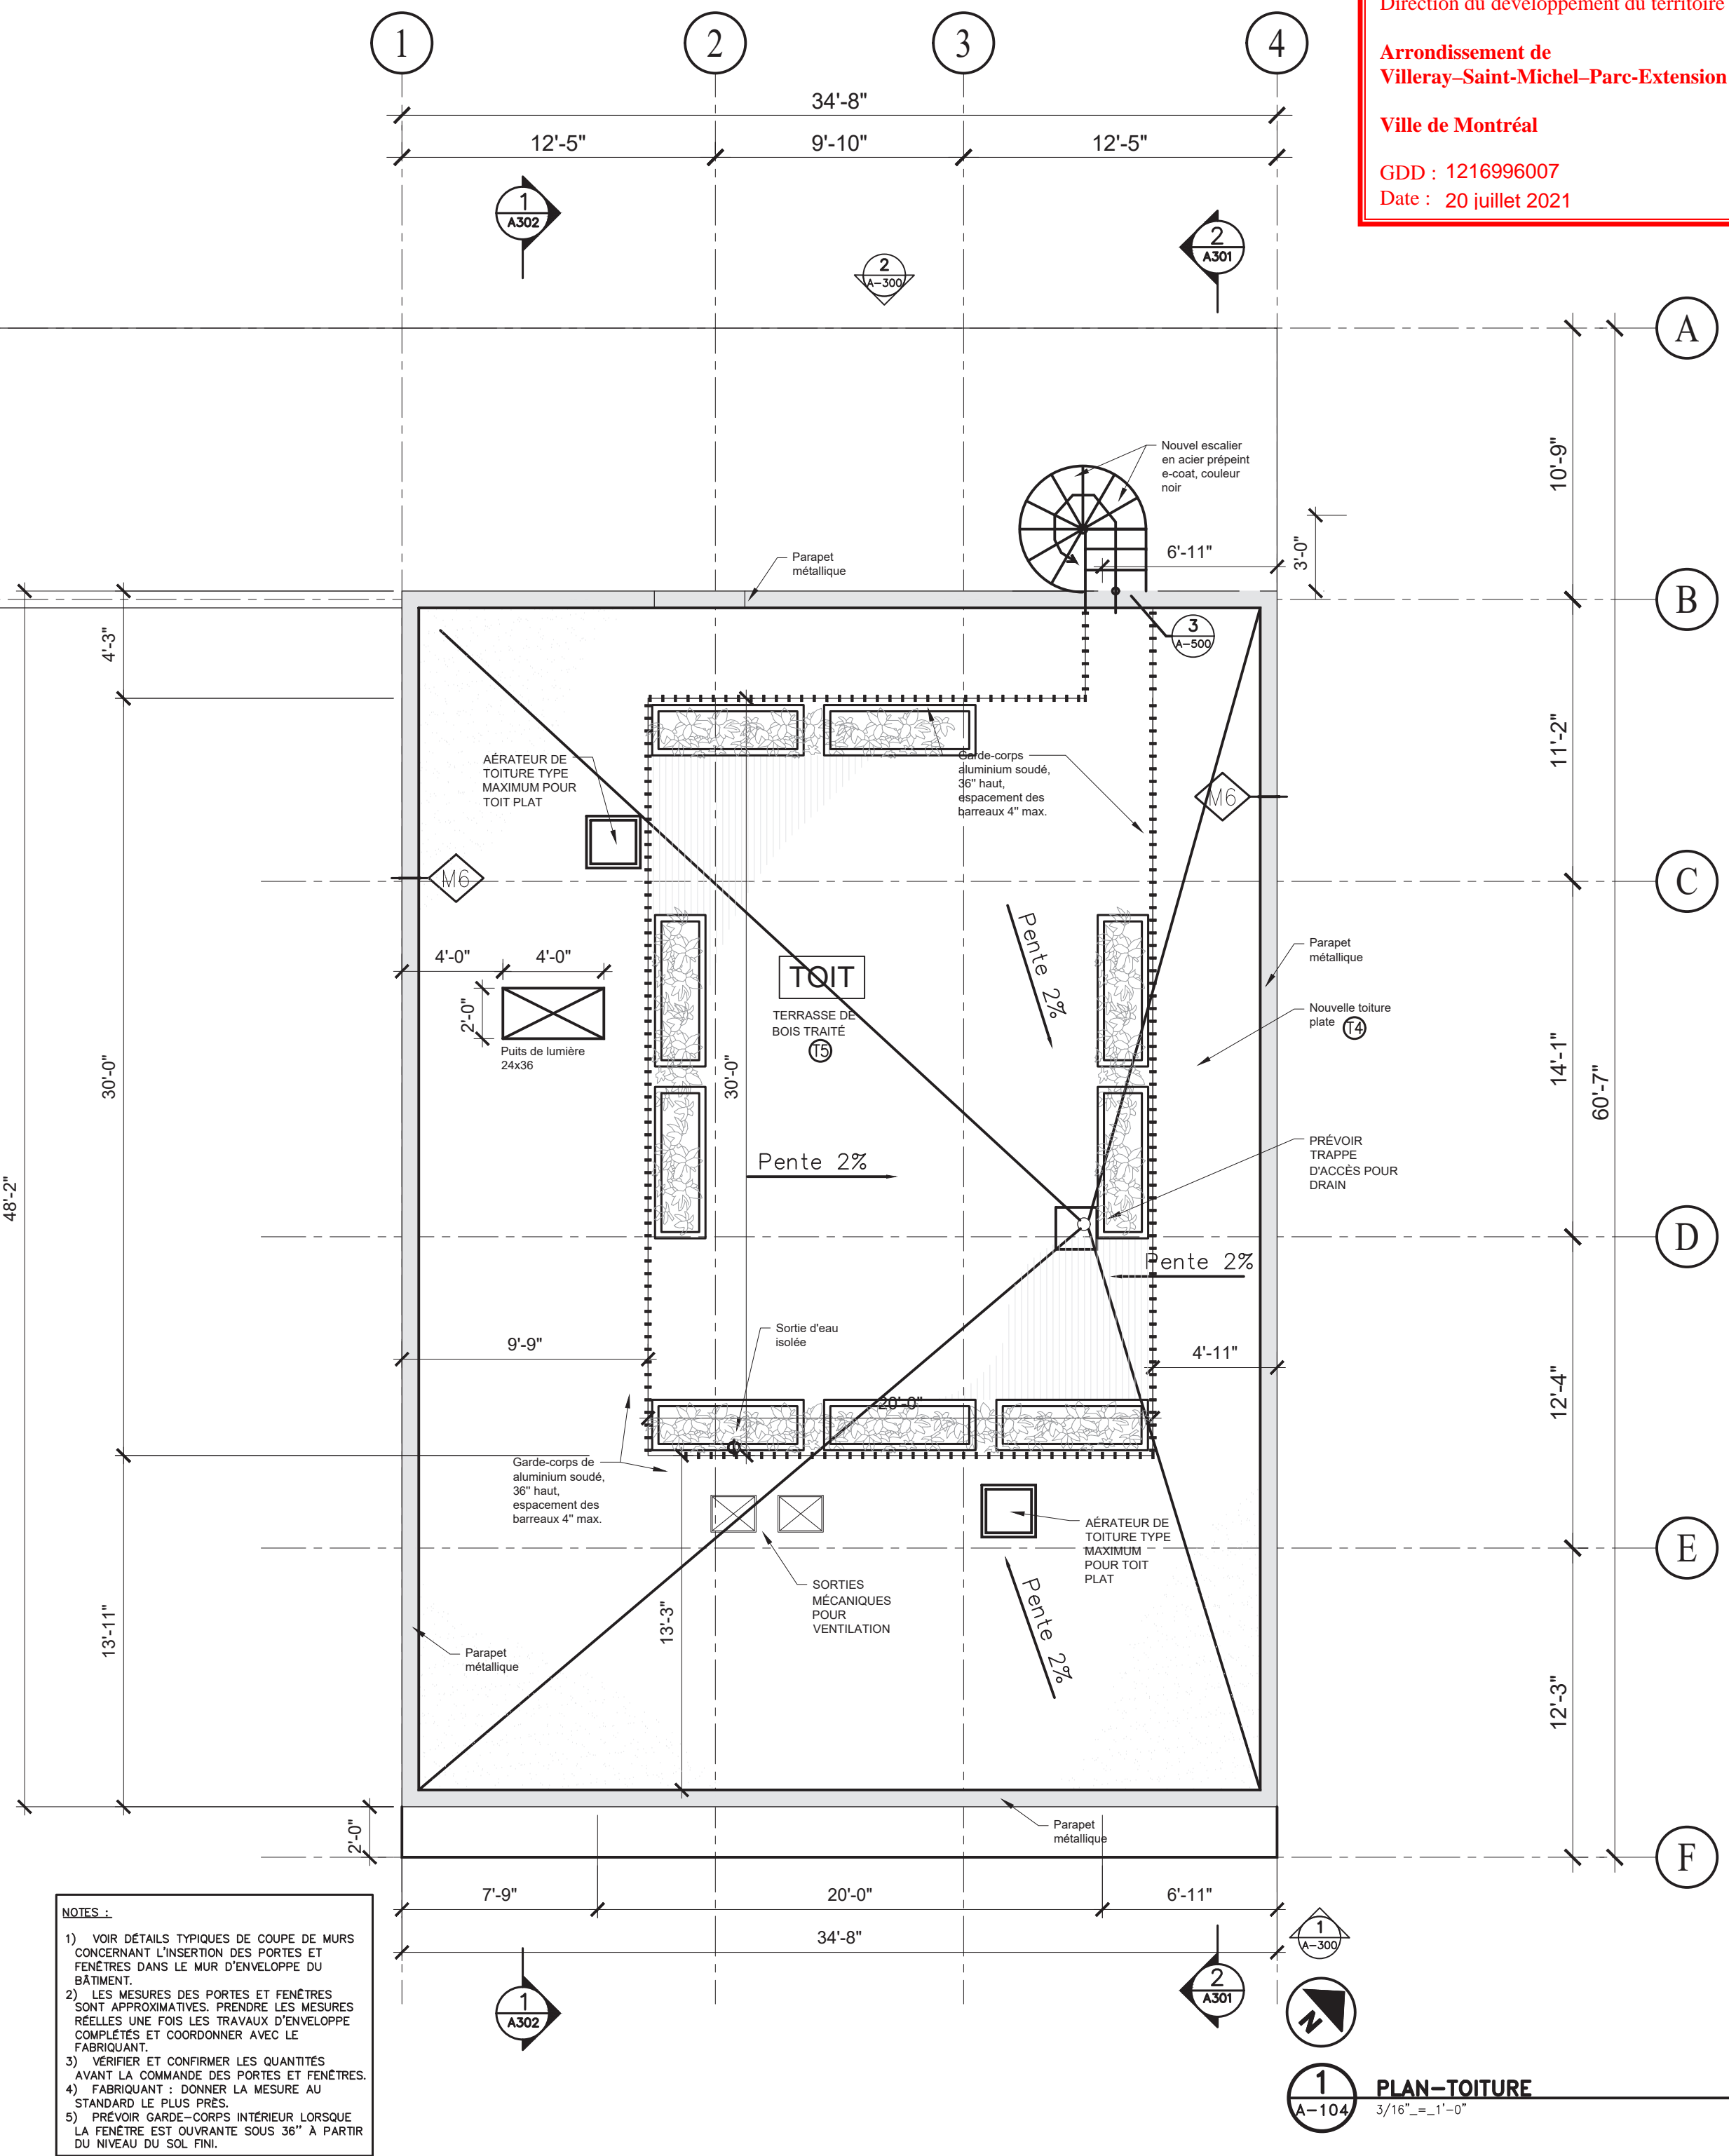 Direction du développement du territoire
Arrondissement de
Villeray–Saint-Michel–Parc-Extension
Ville de Montréal
GDD : 1216996007
Date : 20 juillet 2021
1
2
3
4
34'-8"
12'-5"
9'-10"
12'-5"
1
A302
2
A-300
2
A301
A
Nouvel escalier
en acier prépeint
e-coat, couleur
noir
10'-9"
3'-0"
6'-11"
Parapet
métallique
B
3
A-500
4'-3"
11'-2"
AÉRATEUR DE
TOITURE TYPE
MAXIMUM POUR
TOIT PLAT
Garde-corps
aluminium soudé,
36" haut,
espacement des
barreaux 4" max.
M6
M6
C
Pente 2%
Parapet
métallique
4'-0"
4'-0"
2'-0"
TOIT
TERRASSE DE
BOIS TRAITÉ
T5
Nouvelle toiture
plate T4
Puits de lumière
24x36
30'-0"
30'-0"
14'-1"
60'-7"
PRÉVOIR
TRAPPE
D'ACCÈS POUR
DRAIN
Pente 2%
48'-2"
D
Pente 2%
Sortie d'eau
isolée
9'-9"
4'-11"
12'-4"
20'-0"
Garde-corps de
aluminium soudé,
36" haut,
espacement des
barreaux 4" max.
AÉRATEUR DE
TOITURE TYPE
MAXIMUM
POUR TOIT
PLAT
E
SORTIES
MÉCANIQUES
POUR
VENTILATION
Pente 2%
13'-11"
13'-3"
12'-3"
Parapet
métallique
Parapet
métallique
2'-0"
F
7'-9"
20'-0"
6'-11"
34'-8"
1
A-300
1
A302
2
A301
N
NOTES :
1) VOIR DÉTAILS TYPIQUES DE COUPE DE MURS
CONCERNANT L'INSERTION DES PORTES ET
FENÊTRES DANS LE MUR D'ENVELOPPE DU
BÂTIMENT.
2) LES MESURES DES PORTES ET FENÊTRES
SONT APPROXIMATIVES. PRENDRE LES MESURES
RÉELLES UNE FOIS LES TRAVAUX D'ENVELOPPE
COMPLÉTÉS ET COORDONNER AVEC LE
FABRIQUANT.
3) VÉRIFIER ET CONFIRMER LES QUANTITÉS
AVANT LA COMMANDE DES PORTES ET FENÊTRES.
4) FABRIQUANT : DONNER LA MESURE AU
STANDARD LE PLUS PRÈS.
5) PRÉVOIR GARDE-CORPS INTÉRIEUR LORSQUE
LA FENÊTRE EST OUVRANTE SOUS 36" À PARTIR
DU NIVEAU DU SOL FINI.
1
A-104
PLAN-TOITURE
3/16"_=_1'-0"